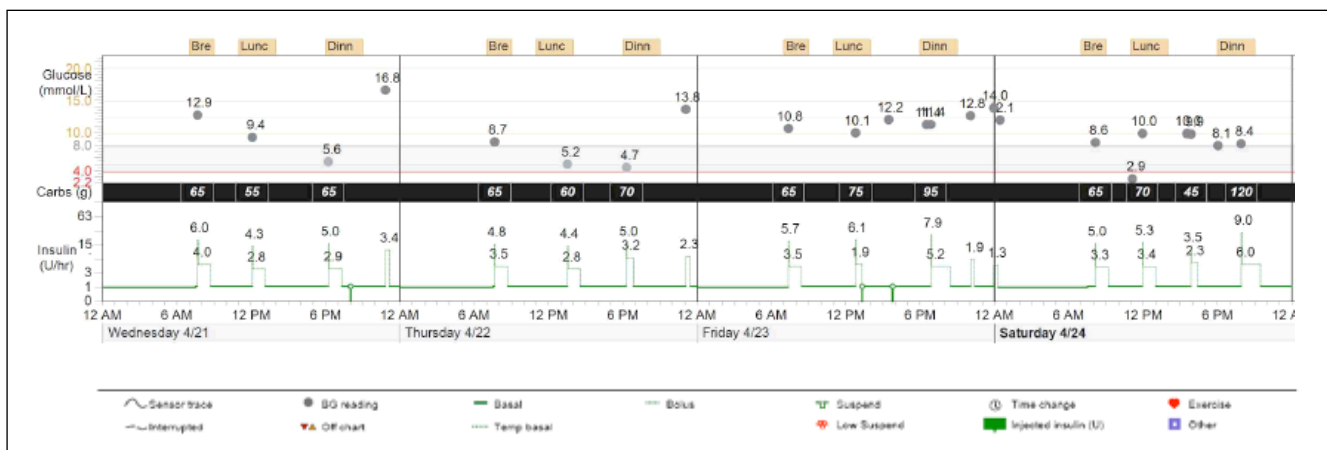 Bre Lunc Dinn Bre Lunc Dinn Bre Lunc Dinn Bre Lunc Dinn
Glucose
(mmol/L)
20.0
15.0
10.0
8.0
4.0
2.2
12.9 9.4 5.6 16.8 8.7 5.2 4.7 13.8 10.8 10.1 12.2 11.4 12.8 14.0 12.1 8.6 2.9 10.0 9.9 8.1 8.4
Carbs (g) 65 55 65 65 60 70 65 75 95 65 70 45 120
Insulin
(U/hr)
63
15
3
1
0
6.0 4.3 5.0 3.4 4.8 4.4 5.0 2.3 5.7 6.1 7.9 1.9 1.3 5.0 5.3 3.5 9.0
4.0 2.8 2.9 3.5 2.8 3.2 3.5 1.9 5.2 3.3 3.4 2.3 6.0
12 AM 6 AM 12 PM 6 PM 12 AM 6 AM 12 PM 6 PM 12 AM 6 AM 12 PM 6 PM 12 AM 6 AM 12 PM 6 PM 12 A
Wednesday 4/21 Thursday 4/22 Friday 4/23 Saturday 4/24
Sensor trace BG reading Basal Bolus Suspend Time change Exercise
Interrupted Off chart Temp basal Low Suspend Injected insulin (U) Other